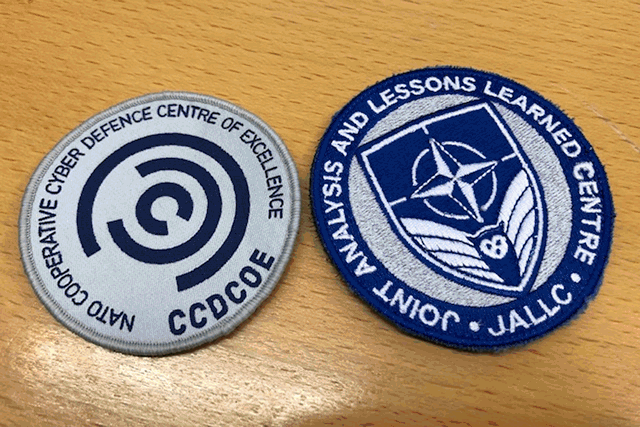 NATO COOPERATIVE CYBER DEFENCE CENTRE OF EXCELLENCE
CCDCOE
JOINT ANALYSIS AND LESSONS LEARNED CENTRE
• JALLC •